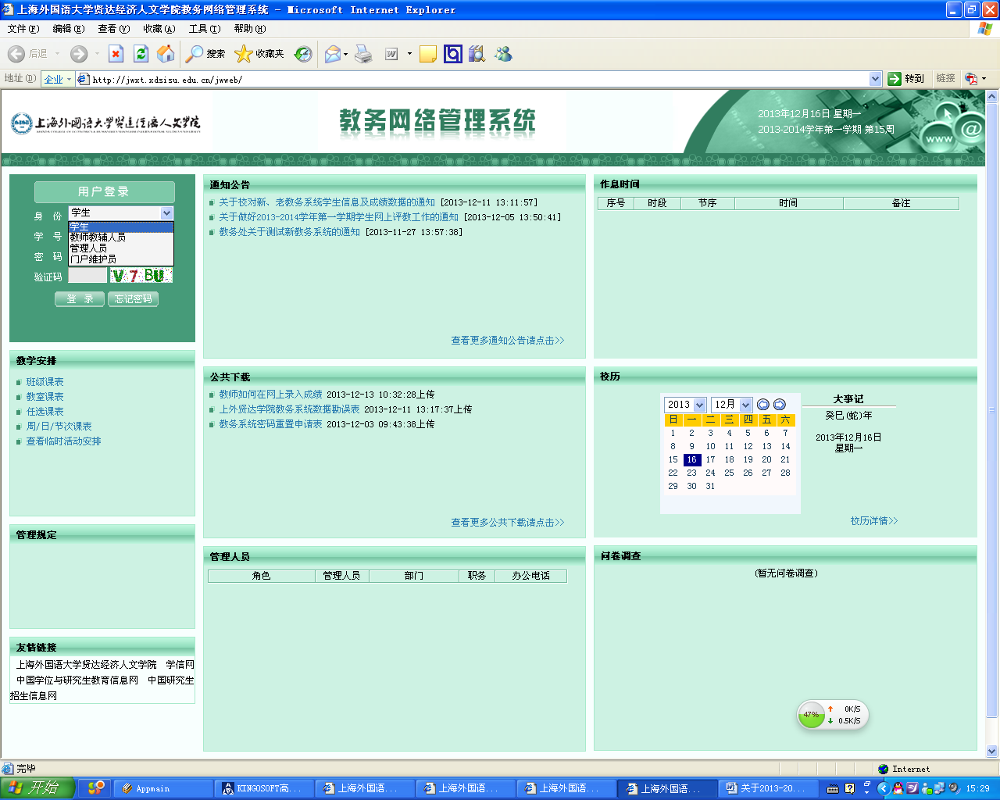 上海外国语大学贤达经济人文学院教务网络管理系统 - Microsoft Internet Explorer
文件(F) 编辑(E) 查看(V) 收藏(A) 工具(T) 帮助(H)
后退 搜索 收藏夹
地址(D) 企业 http://jwxt.xdsisu.edu.cn/jwweb/ 转到 链接
上海外国语大学贤达经济人文学院
教务网络管理系统
2013年12月16日 星期一
2013-2014学年第一学期 第15周
www @
用户登录
身 份 学生
学生
学 号 教师教辅人员
管理人员
密 码 门户维护员
验证码 V7BU
登 录 忘记密码
通知公告
关于校对新、老教务系统学生信息及成绩数据的通知 [2013-12-11 13:11:57]
关于做好2013-2014学年第一学期学生网上评教工作的通知 [2013-12-05 13:50:41]
教务处关于测试新教务系统的通知 [2013-11-27 13:57:38]
查看更多通知公告请点击>>
作息时间
序号 时段 节序 时间 备注
教学安排
班级课表
教室课表
任选课表
周/日/节次课表
查看临时活动安排
公共下载
教师如何在网上录入成绩 2013-12-13 10:32:28上传
上外贤达学院教务系统数据勘误表 2013-12-11 13:17:37上传
教务系统密码重置申请表 2013-12-03 09:43:38上传
查看更多公共下载请点击>>
校历
2013 12月
日 一 二 三 四 五 六
1 2 3 4 5 6 7
8 9 10 11 12 13 14
15 16 17 18 19 20 21
22 23 24 25 26 27 28
29 30 31
大事记
癸巳(蛇)年
2013年12月16日
星期一
校历详情>>
管理规定
管理人员
角色 管理人员 部门 职务 办公电话
问卷调查
(暂无问卷调查)
友情链接
上海外国语大学贤达经济人文学院 学信网
中国学位与研究生教育信息网 中国研究生
招生信息网
47% 0K/S
0.5K/S
完毕 Internet
开始 Appmain KINGOSOFT高... 上海外国语... 上海外国语... 上海外国语... 上海外国语... 关于2013-20... 15:29